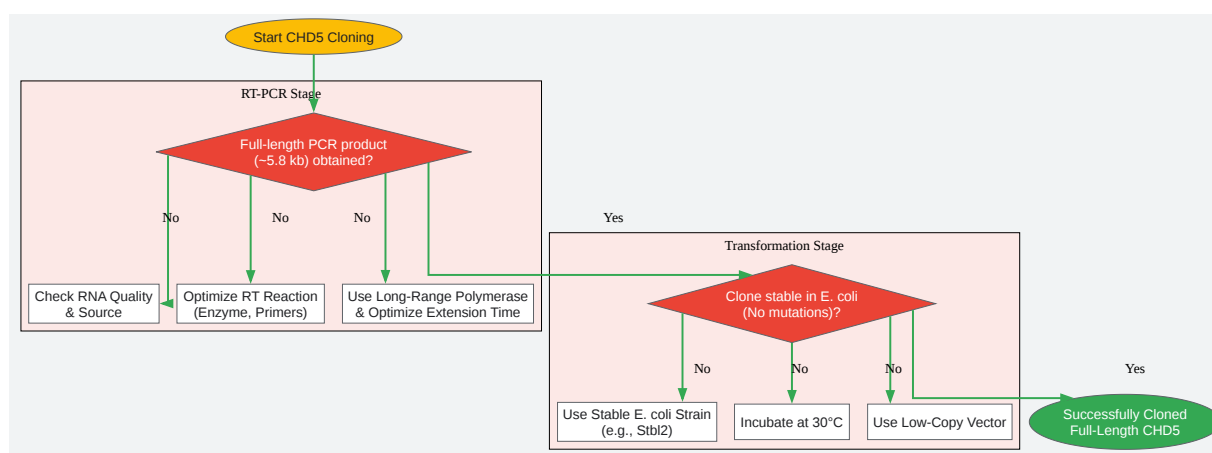 Start CHD5 Cloning
RT-PCR Stage
Full-length PCR product
(~5.8 kb) obtained?
No
No
No
Yes
Check RNA Quality
& Source
Optimize RT Reaction
(Enzyme, Primers)
Use Long-Range Polymerase
& Optimize Extension Time
Transformation Stage
Clone stable in E. coli
(No mutations)?
No
No
No
Yes
Use Stable E. coli Strain
(e.g., Stbl2)
Incubate at 30°C
Use Low-Copy Vector
Successfully Cloned
Full-Length CHD5